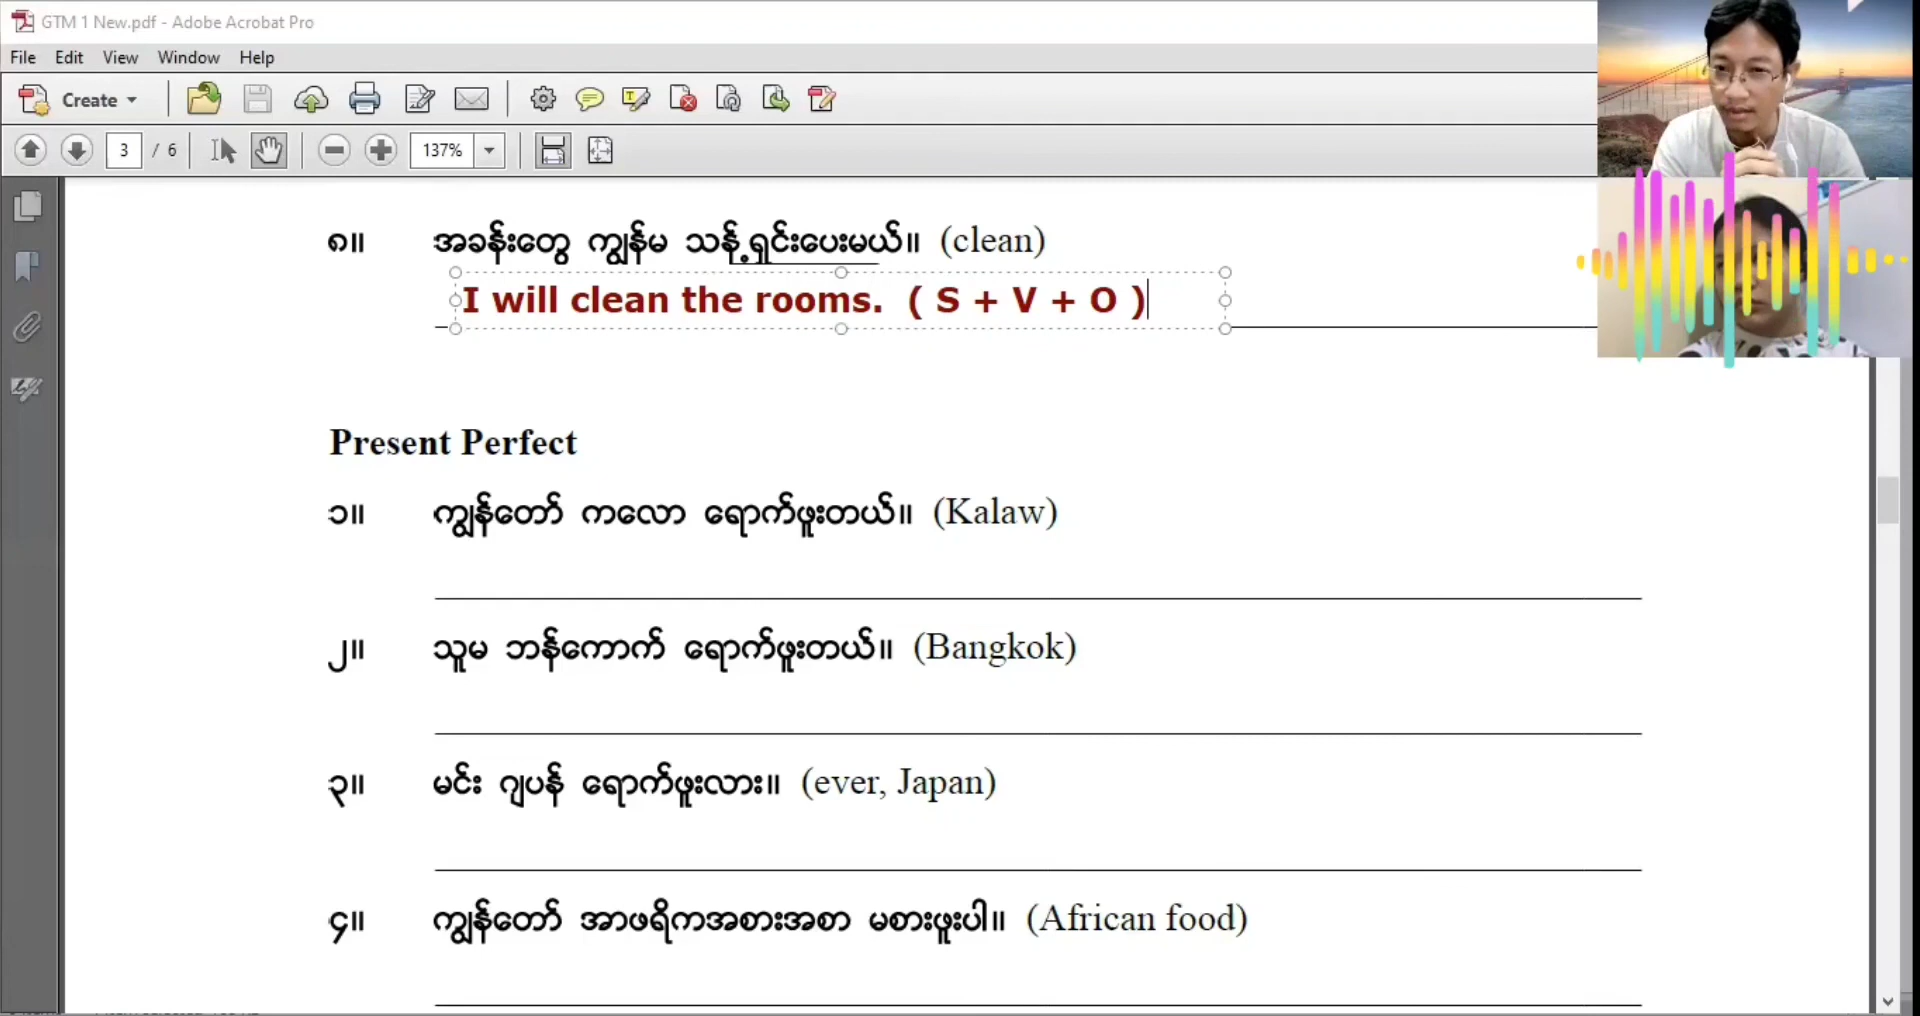 GTM 1 New.pdf - Adobe Acrobat Pro
File Edit View Window Help
Create
3 / 6 137%
၈။ အခန်းတွေ ကျွန်မ သန့်ရှင်းပေးမယ်။ (clean)
I will clean the rooms. ( S + V + O )
Present Perfect
၁။ ကျွန်တော် ကလော ရောက်ဖူးတယ်။ (Kalaw)
၂။ သူမ ဘန်ကောက် ရောက်ဖူးတယ်။ (Bangkok)
၃။ မင်း ဂျပန် ရောက်ဖူးလား။ (ever, Japan)
၄။ ကျွန်တော် အာဖရိကအစားအစာ မစားဖူးပါ။ (African food)